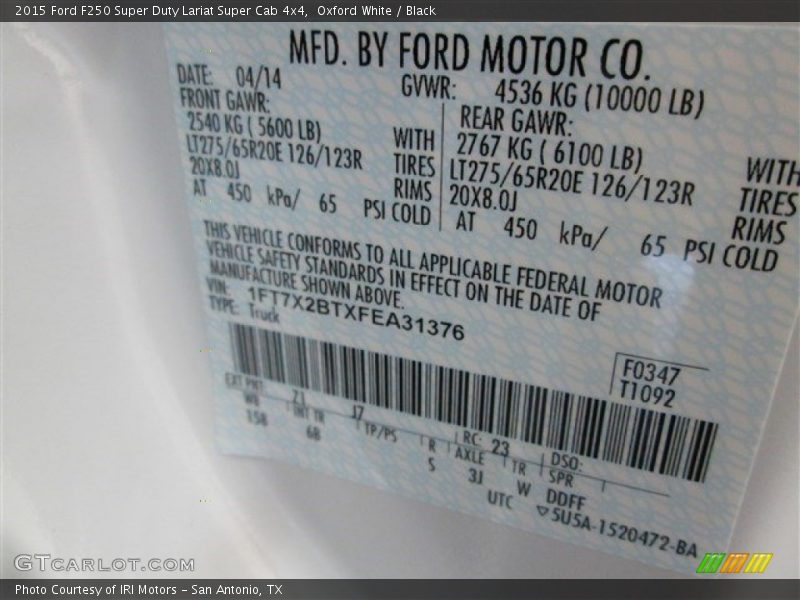 2015 Ford F250 Super Duty Lariat Super Cab 4x4,  Oxford White / Black
MFD. BY FORD MOTOR CO.
DATE: 04/14
GVWR: 4536 KG (10000 LB)
FRONT GAWR:
2540 KG ( 5600 LB) WITH
LT275/65R20E 126/123R TIRES
20X8.0J RIMS
AT 450 kPa/ 65 PSI COLD
REAR GAWR:
2767 KG ( 6100 LB) WITH
LT275/65R20E 126/123R TIRES
20X8.0J RIMS
AT 450 kPa/ 65 PSI COLD
THIS VEHICLE CONFORMS TO ALL APPLICABLE FEDERAL MOTOR
VEHICLE SAFETY STANDARDS IN EFFECT ON THE DATE OF
MANUFACTURE SHOWN ABOVE.
VIN: 1FT7X2BTXFEA31376
TYPE: Truck
F0347
T1092
EXT PNT: Z1 J7 RC: 23 DSO:
WB INT TR TP/PS R AXLE TR SPR
158 6B S 3J W DDFF
UTC ▽5U5A-1520472-BA
GTCARLOT.COM
Photo Courtesy of IRI Motors – San Antonio, TX